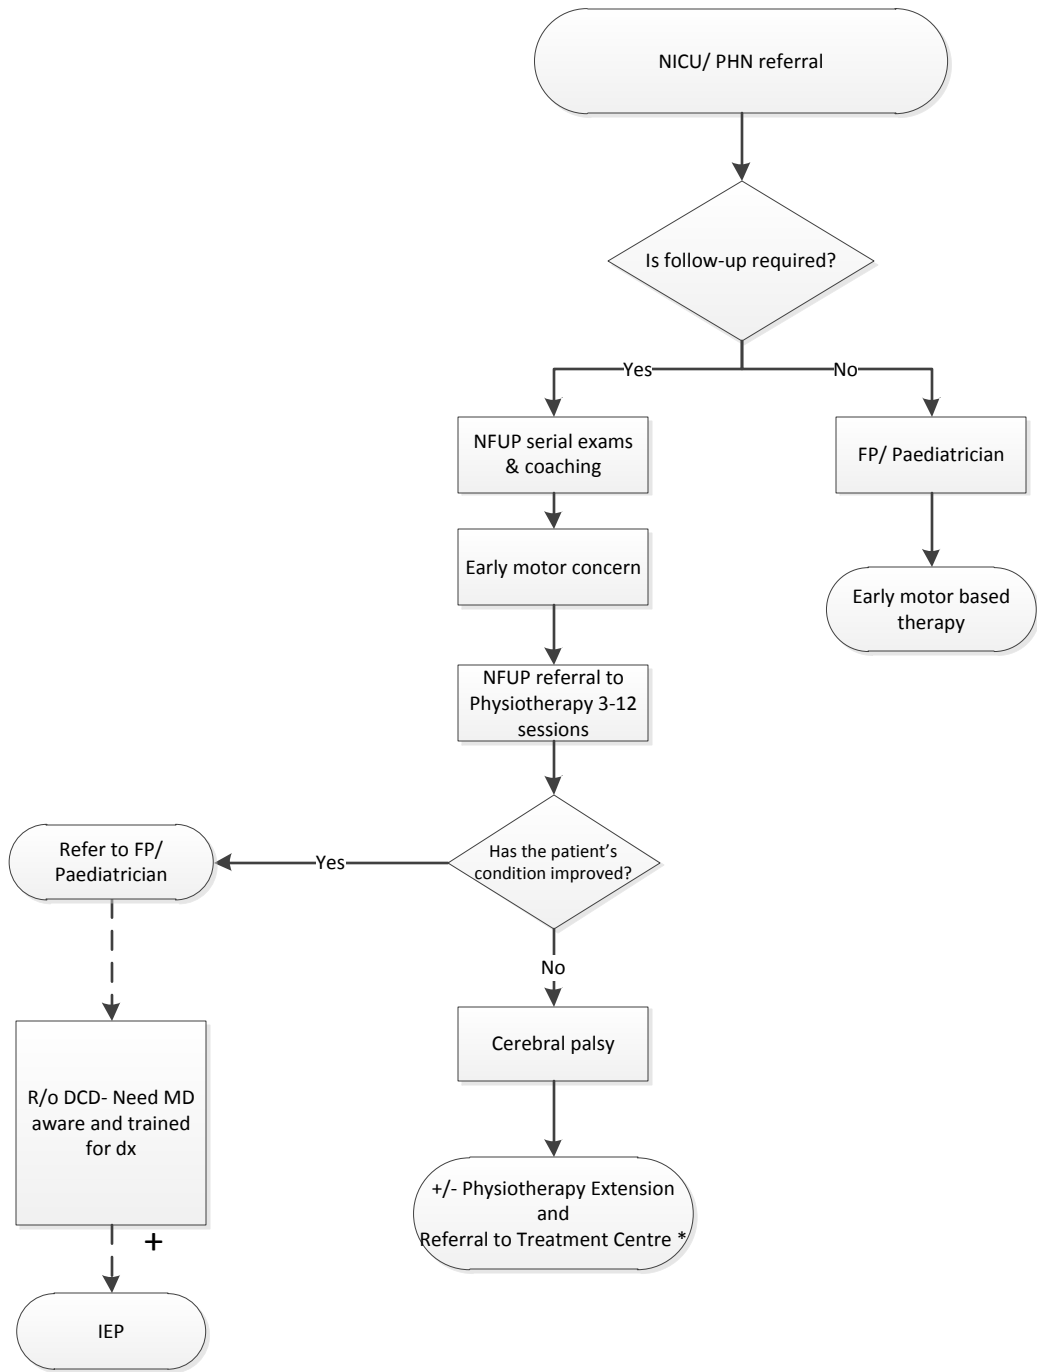 NICU/ PHN referral
Is follow-up required?
Yes
No
NFUP serial exams
& coaching
FP/ Paediatrician
Early motor concern
Early motor based
therapy
NFUP referral to
Physiotherapy 3-12
sessions
Has the patient's
condition improved?
Yes
Refer to FP/
Paediatrician
No
Cerebral palsy
R/o DCD- Need MD
aware and trained
for dx
+/- Physiotherapy Extension
and
Referral to Treatment Centre *
+
IEP